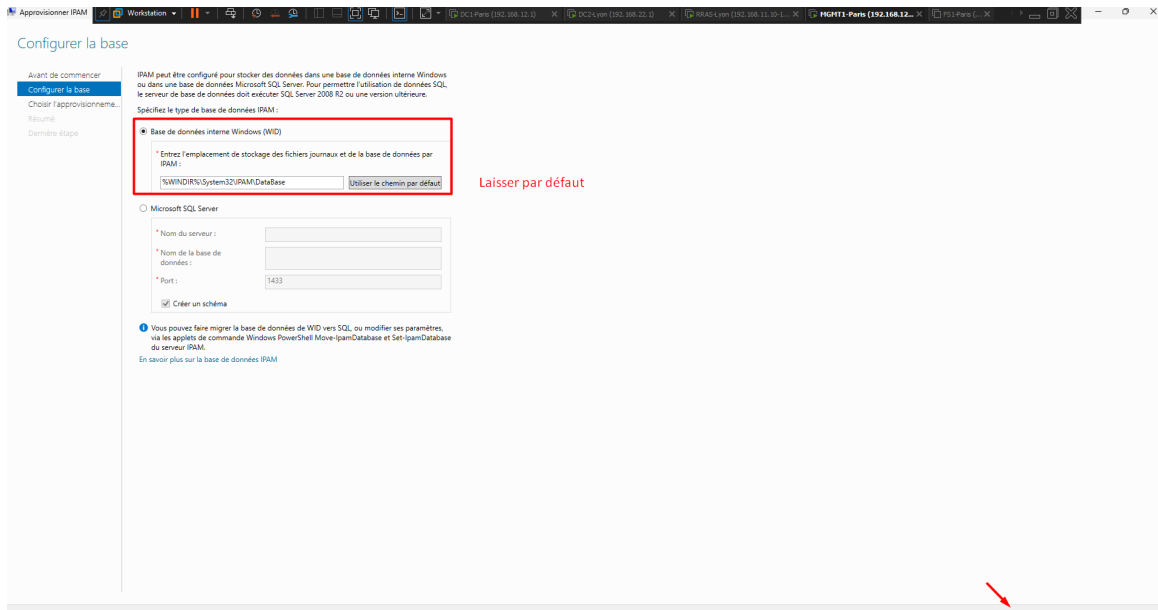 Approvisionner IPAM
Workstation
DC1-Paris (192.168.12.1)
DC2-Lyon (192.168.22.1)
RRAS-Lyon (192.168.11.10-1...
MGMT1-Paris (192.168.12...
FS1-Paris (...
Configurer la base
Avant de commencer
Configurer la base
Choisir l'approvisionneme...
Résumé
Dernière étape
IPAM peut être configuré pour stocker des données dans une base de données interne Windows
ou dans une base de données Microsoft SQL Server. Pour permettre l'utilisation de données SQL,
le serveur de base de données doit exécuter SQL Server 2008 R2 ou une version ultérieure.
Spécifiez le type de base de données IPAM :
Base de données interne Windows (WID)
* Entrez l'emplacement de stockage des fichiers journaux et de la base de données par
IPAM :
%WINDIR%\System32\IPAM\DataBase
Utiliser le chemin par défaut
Laisser par défaut
Microsoft SQL Server
* Nom du serveur :
* Nom de la base de
données :
* Port :
1433
Créer un schéma
Vous pouvez faire migrer la base de données de WID vers SQL, ou modifier ses paramètres,
via les applets de commande Windows PowerShell Move-IpamDatabase et Set-IpamDatabase
du serveur IPAM.
En savoir plus sur la base de données IPAM